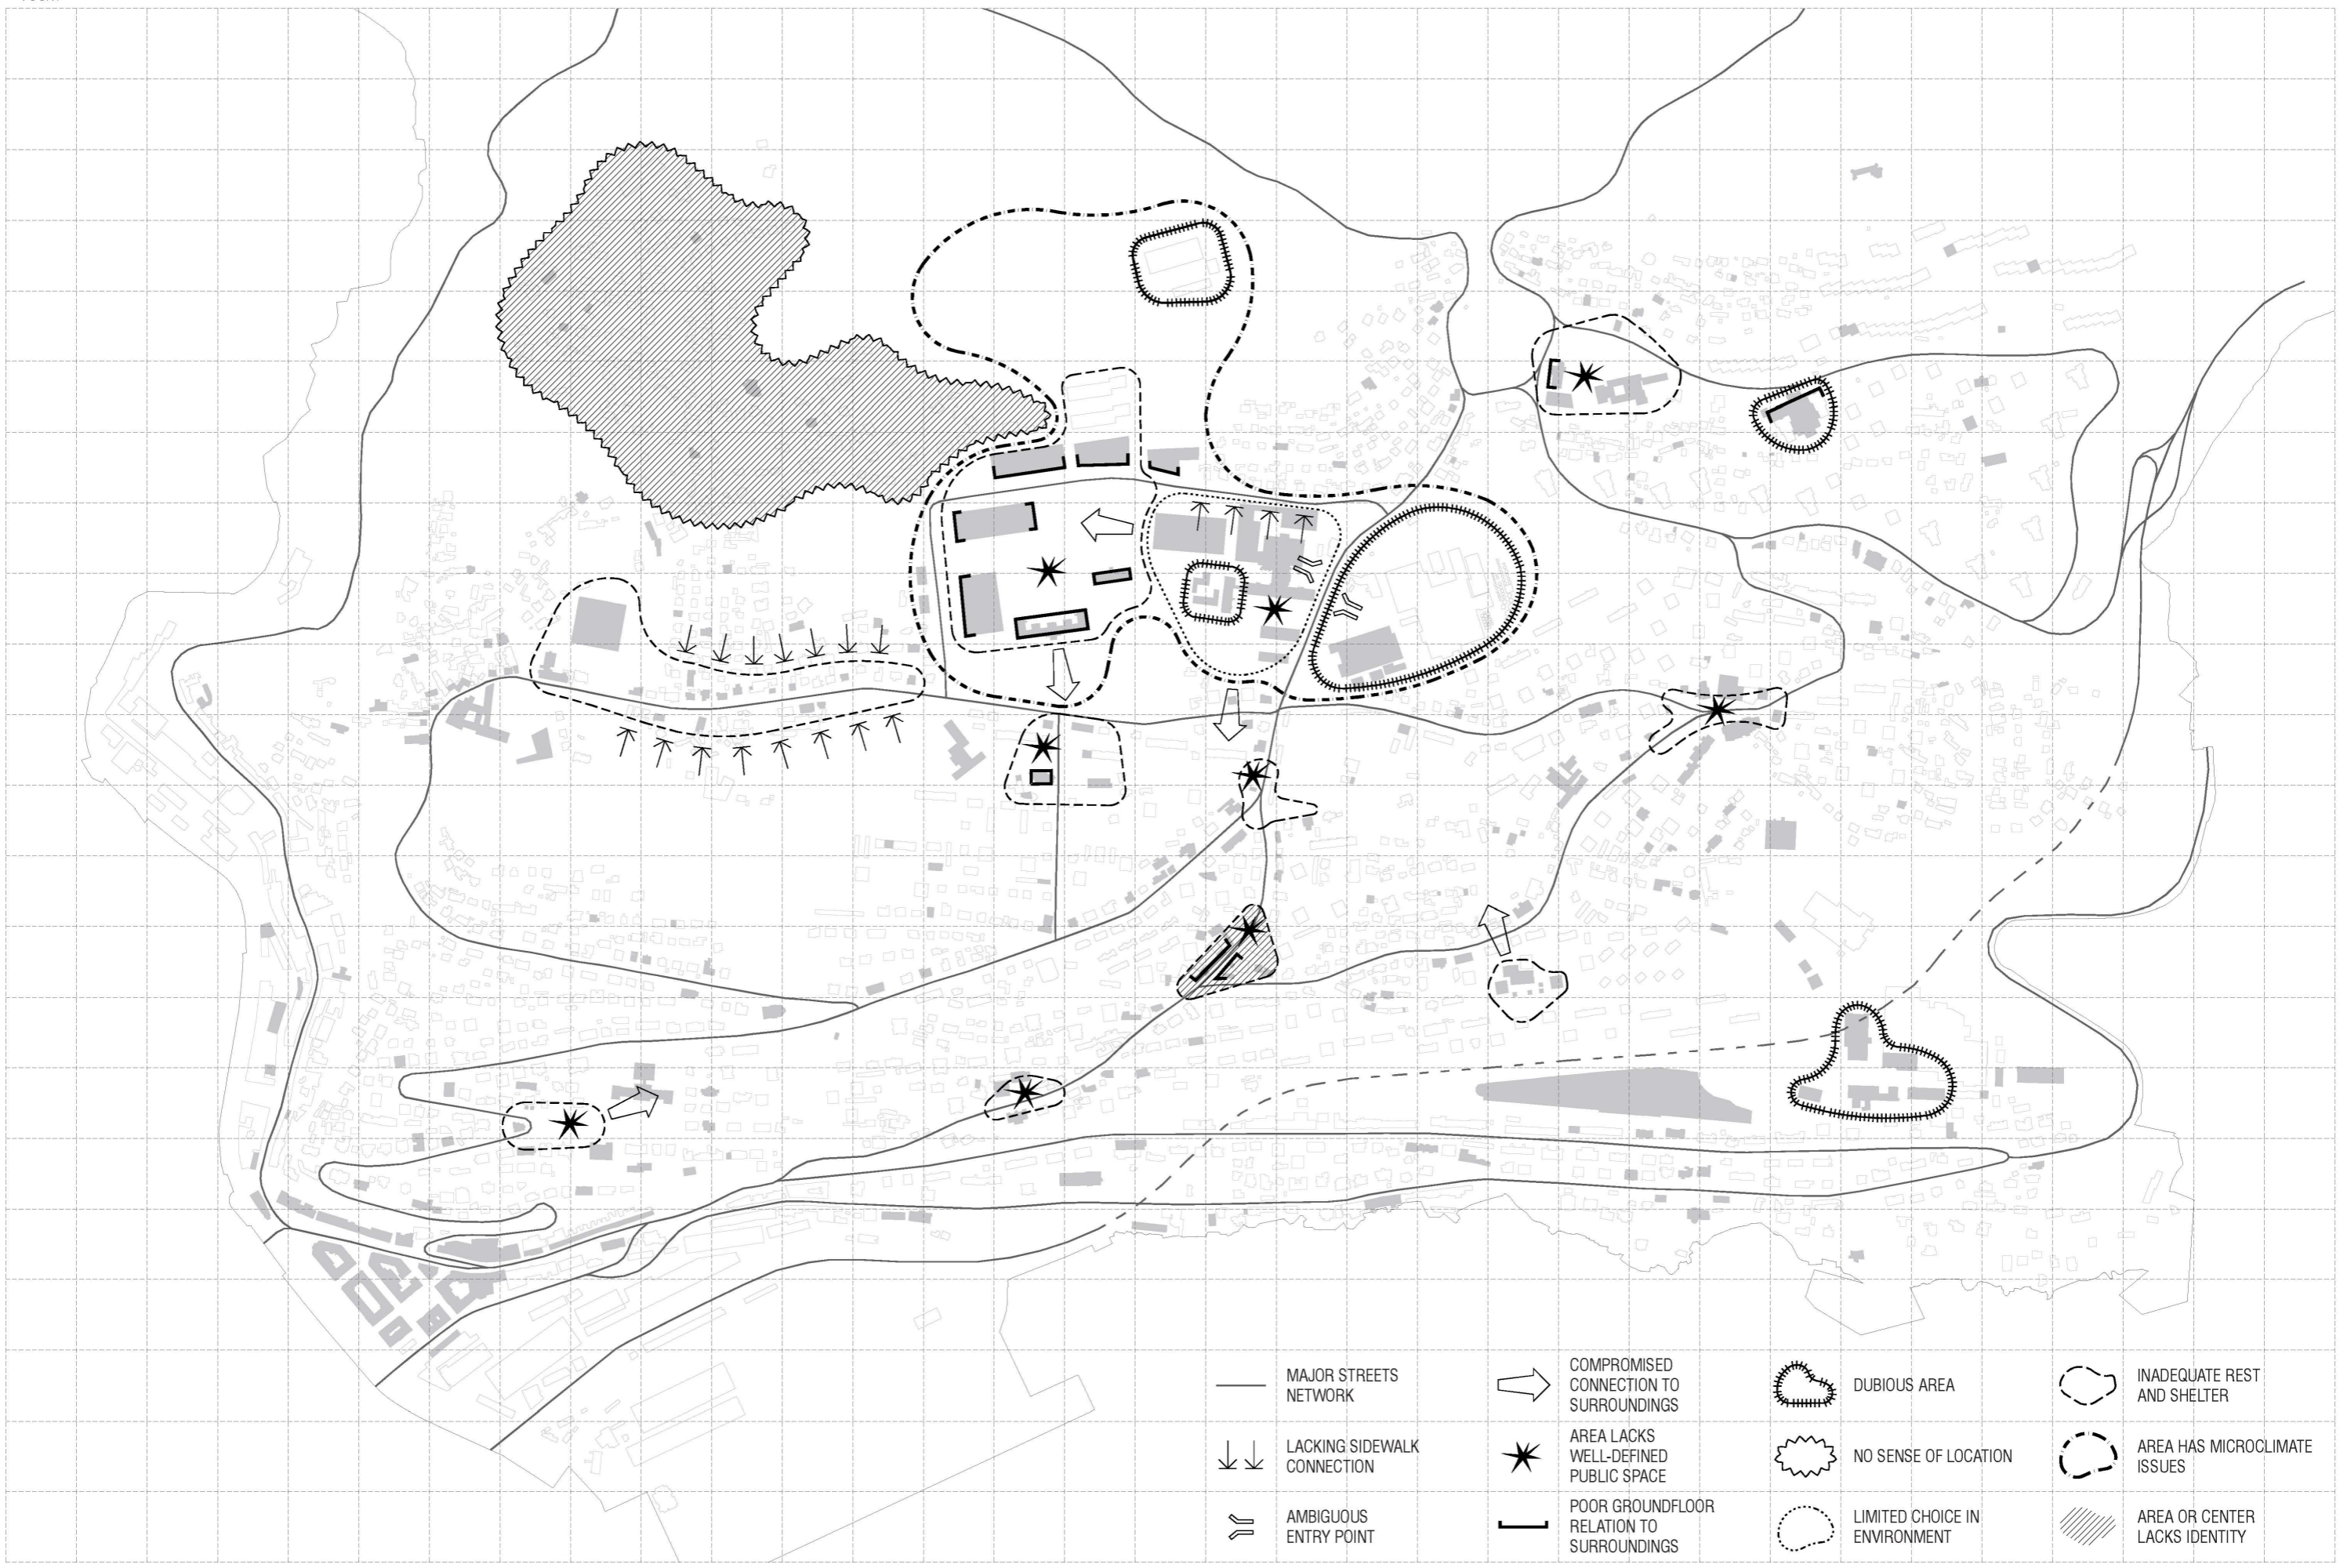 MAJOR STREETS
NETWORK
COMPROMISED
CONNECTION TO
SURROUNDINGS
DUBIOUS AREA
INADEQUATE REST
AND SHELTER
LACKING SIDEWALK
CONNECTION
AREA LACKS
WELL-DEFINED
PUBLIC SPACE
NO SENSE OF LOCATION
AREA HAS MICROCLIMATE
ISSUES
AMBIGUOUS
ENTRY POINT
POOR GROUNDFLOOR
RELATION TO
SURROUNDINGS
LIMITED CHOICE IN
ENVIRONMENT
AREA OR CENTER
LACKS IDENTITY